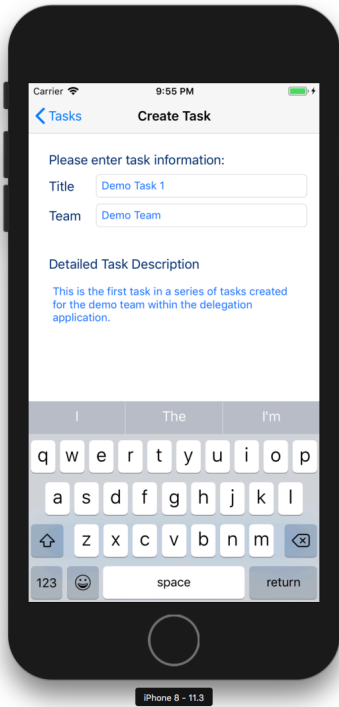 Carrier 9:55 PM
Tasks Create Task
Please enter task information:
Title Demo Task 1
Team Demo Team
Detailed Task Description
This is the first task in a series of tasks created
for the demo team within the delegation
application.
I The I'm
q w e r t y u i o p
a s d f g h j k l
z x c v b n m
123 space return
iPhone 8 - 11.3